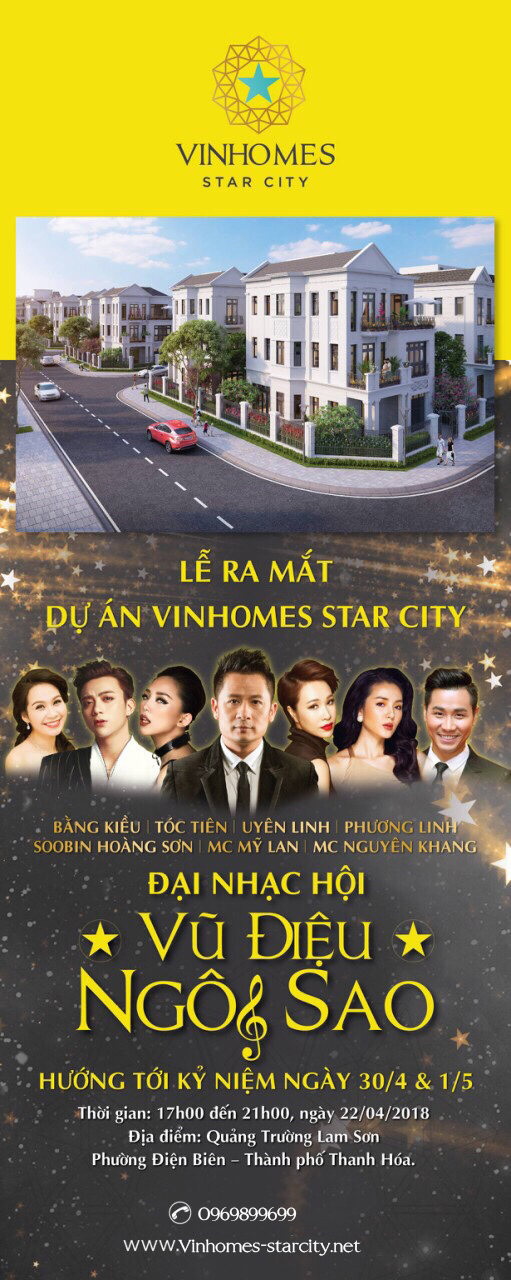 VINHOMES
STAR CITY
LỄ RA MẮT
DỰ ÁN VINHOMES STAR CITY
BẰNG KIỀU | TÓC TIÊN | UYÊN LINH | PHƯƠNG LINH
SOOBIN HOÀNG SƠN | MC MỸ LAN | MC NGUYÊN KHANG
ĐẠI NHẠC HỘI
VŨ ĐIỆU
NGÔI SAO
HƯỚNG TỚI KỶ NIỆM NGÀY 30/4 & 1/5
Thời gian: 17h00 đến 21h00, ngày 22/04/2018
Địa điểm: Quảng Trường Lam Sơn
Phường Điện Biên – Thành phố Thanh Hóa.
0969899699
www.Vinhomes-starcity.net